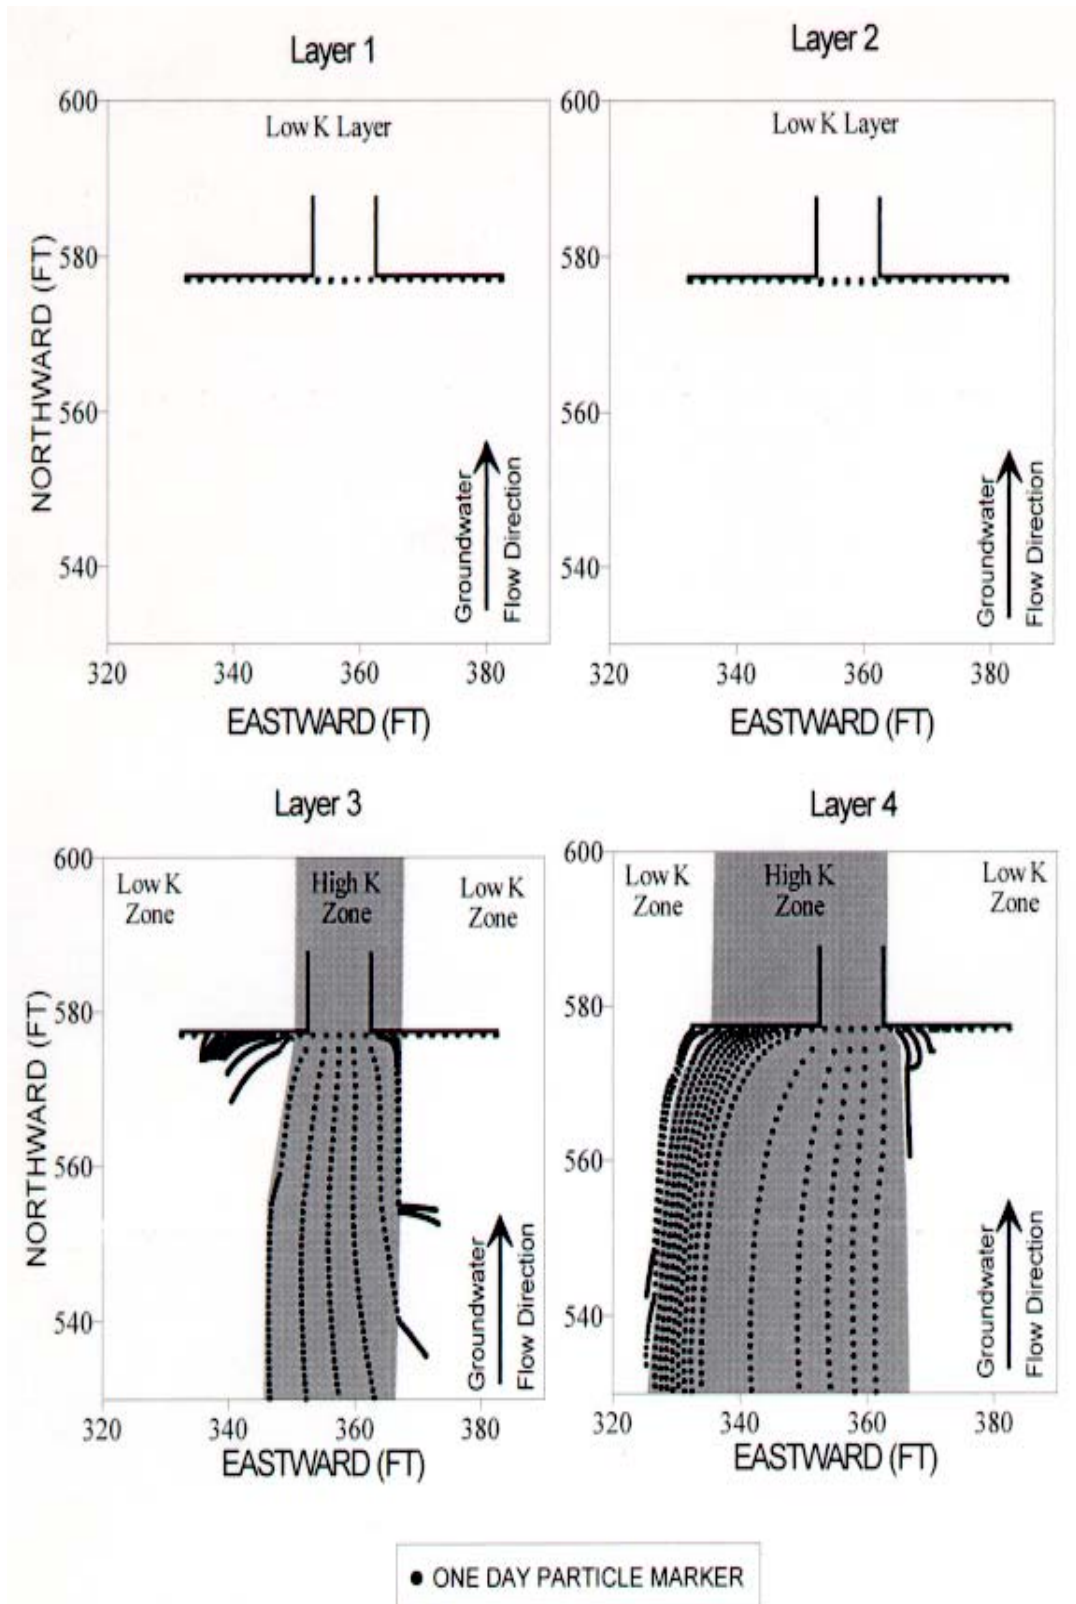 Layer 1
600
Low K Layer
580
560
540
NORTHWARD (FT)
Groundwater
Flow Direction
320 340 360 380
EASTWARD (FT)
Layer 2
600
Low K Layer
580
560
540
Groundwater
Flow Direction
320 340 360 380
EASTWARD (FT)
Layer 3
600
Low K
Zone
High K
Zone
Low K
Zone
580
560
540
NORTHWARD (FT)
Groundwater
Flow Direction
320 340 360 380
EASTWARD (FT)
Layer 4
600
Low K
Zone
High K
Zone
Low K
Zone
580
560
540
Groundwater
Flow Direction
320 340 360 380
EASTWARD (FT)
ONE DAY PARTICLE MARKER